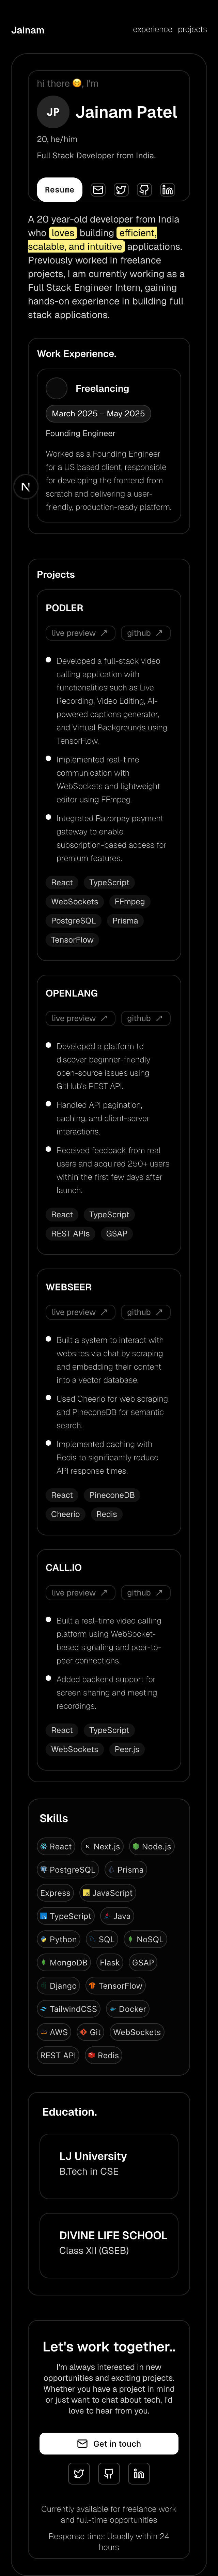 Jainam
experience projects
hi there 😊, I'm
JP Jainam Patel
20, he/him
Full Stack Developer from India.
Resume
A 20 year-old developer from India
who loves building efficient,
scalable, and intuitive applications.
Previously worked in freelance
projects, I am currently working as a
Full Stack Engineer Intern, gaining
hands-on experience in building full
stack applications.
Work Experience.
Freelancing
March 2025 – May 2025
Founding Engineer
Worked as a Founding Engineer
for a US based client, responsible
for developing the frontend from
scratch and delivering a user-
friendly, production-ready platform.
N
Projects
PODLER
live preview ↗ github ↗
Developed a full-stack video
calling application with
functionalities such as Live
Recording, Video Editing, AI-
powered captions generator,
and Virtual Backgrounds using
TensorFlow.
Implemented real-time
communication with
WebSockets and lightweight
editor using FFmpeg.
Integrated Razorpay payment
gateway to enable
subscription-based access for
premium features.
React TypeScript
WebSockets FFmpeg
PostgreSQL Prisma
TensorFlow
OPENLANG
live preview ↗ github ↗
Developed a platform to
discover beginner-friendly
open-source issues using
GitHub's REST API.
Handled API pagination,
caching, and client-server
interactions.
Received feedback from real
users and acquired 250+ users
within the first few days after
launch.
React TypeScript
REST APIs GSAP
WEBSEER
live preview ↗ github ↗
Built a system to interact with
websites via chat by scraping
and embedding their content
into a vector database.
Used Cheerio for web scraping
and PineconeDB for semantic
search.
Implemented caching with
Redis to significantly reduce
API response times.
React PineconeDB
Cheerio Redis
CALL.IO
live preview ↗ github ↗
Built a real-time video calling
platform using WebSocket-
based signaling and peer-to-
peer connections.
Added backend support for
screen sharing and meeting
recordings.
React TypeScript
WebSockets Peer.js
Skills
React Next.js Node.js
PostgreSQL Prisma
Express JavaScript
TypeScript Java
Python SQL NoSQL
MongoDB Flask GSAP
Django TensorFlow
TailwindCSS Docker
AWS Git WebSockets
REST API Redis
Education.
LJ University
B.Tech in CSE
DIVINE LIFE SCHOOL
Class XII (GSEB)
Let's work together..
I'm always interested in new
opportunities and exciting projects.
Whether you have a project in mind
or just want to chat about tech, I'd
love to hear from you.
Get in touch
Currently available for freelance work
and full-time opportunities
Response time: Usually within 24
hours